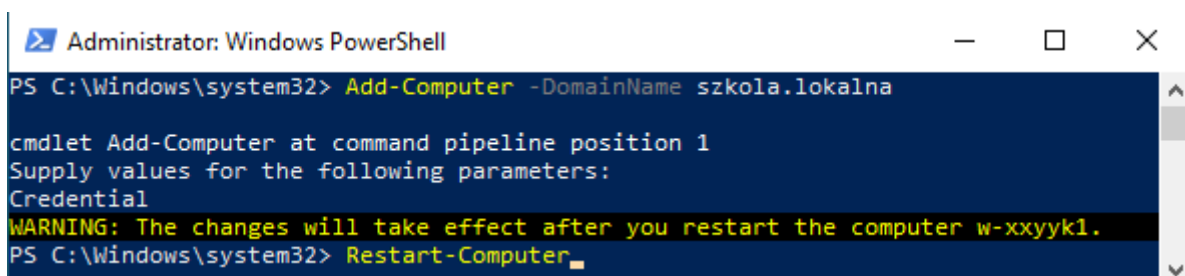 Administrator: Windows PowerShell
PS C:\Windows\system32> Add-Computer -DomainName szkola.lokalna
cmdlet Add-Computer at command pipeline position 1
Supply values for the following parameters:
Credential
WARNING: The changes will take effect after you restart the computer w-xxyyk1.
PS C:\Windows\system32> Restart-Computer